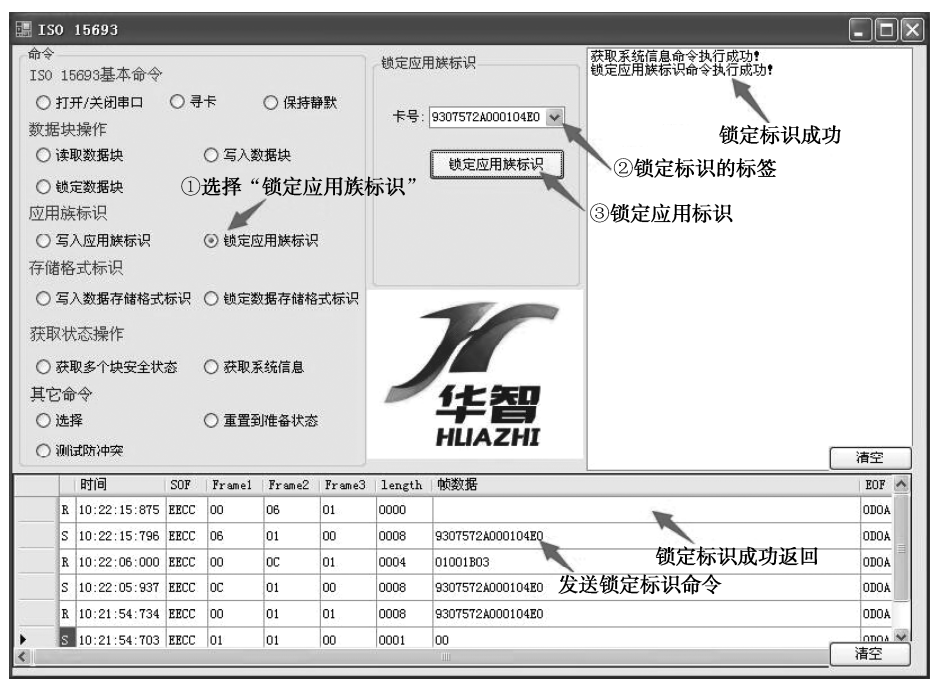 ISO 15693
命令
ISO 15693基本命令
打开/关闭串口 寻卡 保持静默
数据块操作
读取数据块 写入数据块
锁定数据块
①选择“锁定应用族标识”
应用族标识
写入应用族标识 锁定应用族标识
存储格式标识
写入数据存储格式标识 锁定数据存储格式标识
获取状态操作
获取多个块安全状态 获取系统信息
其它命令
选择 重置到准备状态
测试防冲突
锁定应用族标识
卡号: 9307572A000104E0
锁定应用族标识
②锁定标识的标签
③锁定应用标识
华智
HUAZHI
获取系统信息命令执行成功!
锁定应用族标识命令执行成功!
锁定标识成功
清空
时间 SOF Frame1 Frame2 Frame3 length 帧数据 EOF
R 10:22:15:875 EECC 00 06 01 0000 0D0A
S 10:22:15:796 EECC 06 01 00 0008 9307572A000104E0 0D0A
锁定标识成功返回
R 10:22:06:000 EECC 00 0C 01 0004 01001B03 0D0A
发送锁定标识命令
S 10:22:05:937 EECC 0C 01 00 0008 9307572A000104E0 0D0A
R 10:21:54:734 EECC 00 01 01 0008 9307572A000104E0 0D0A
S 10:21:54:703 EECC 01 01 00 0001 00 0D0A
清空